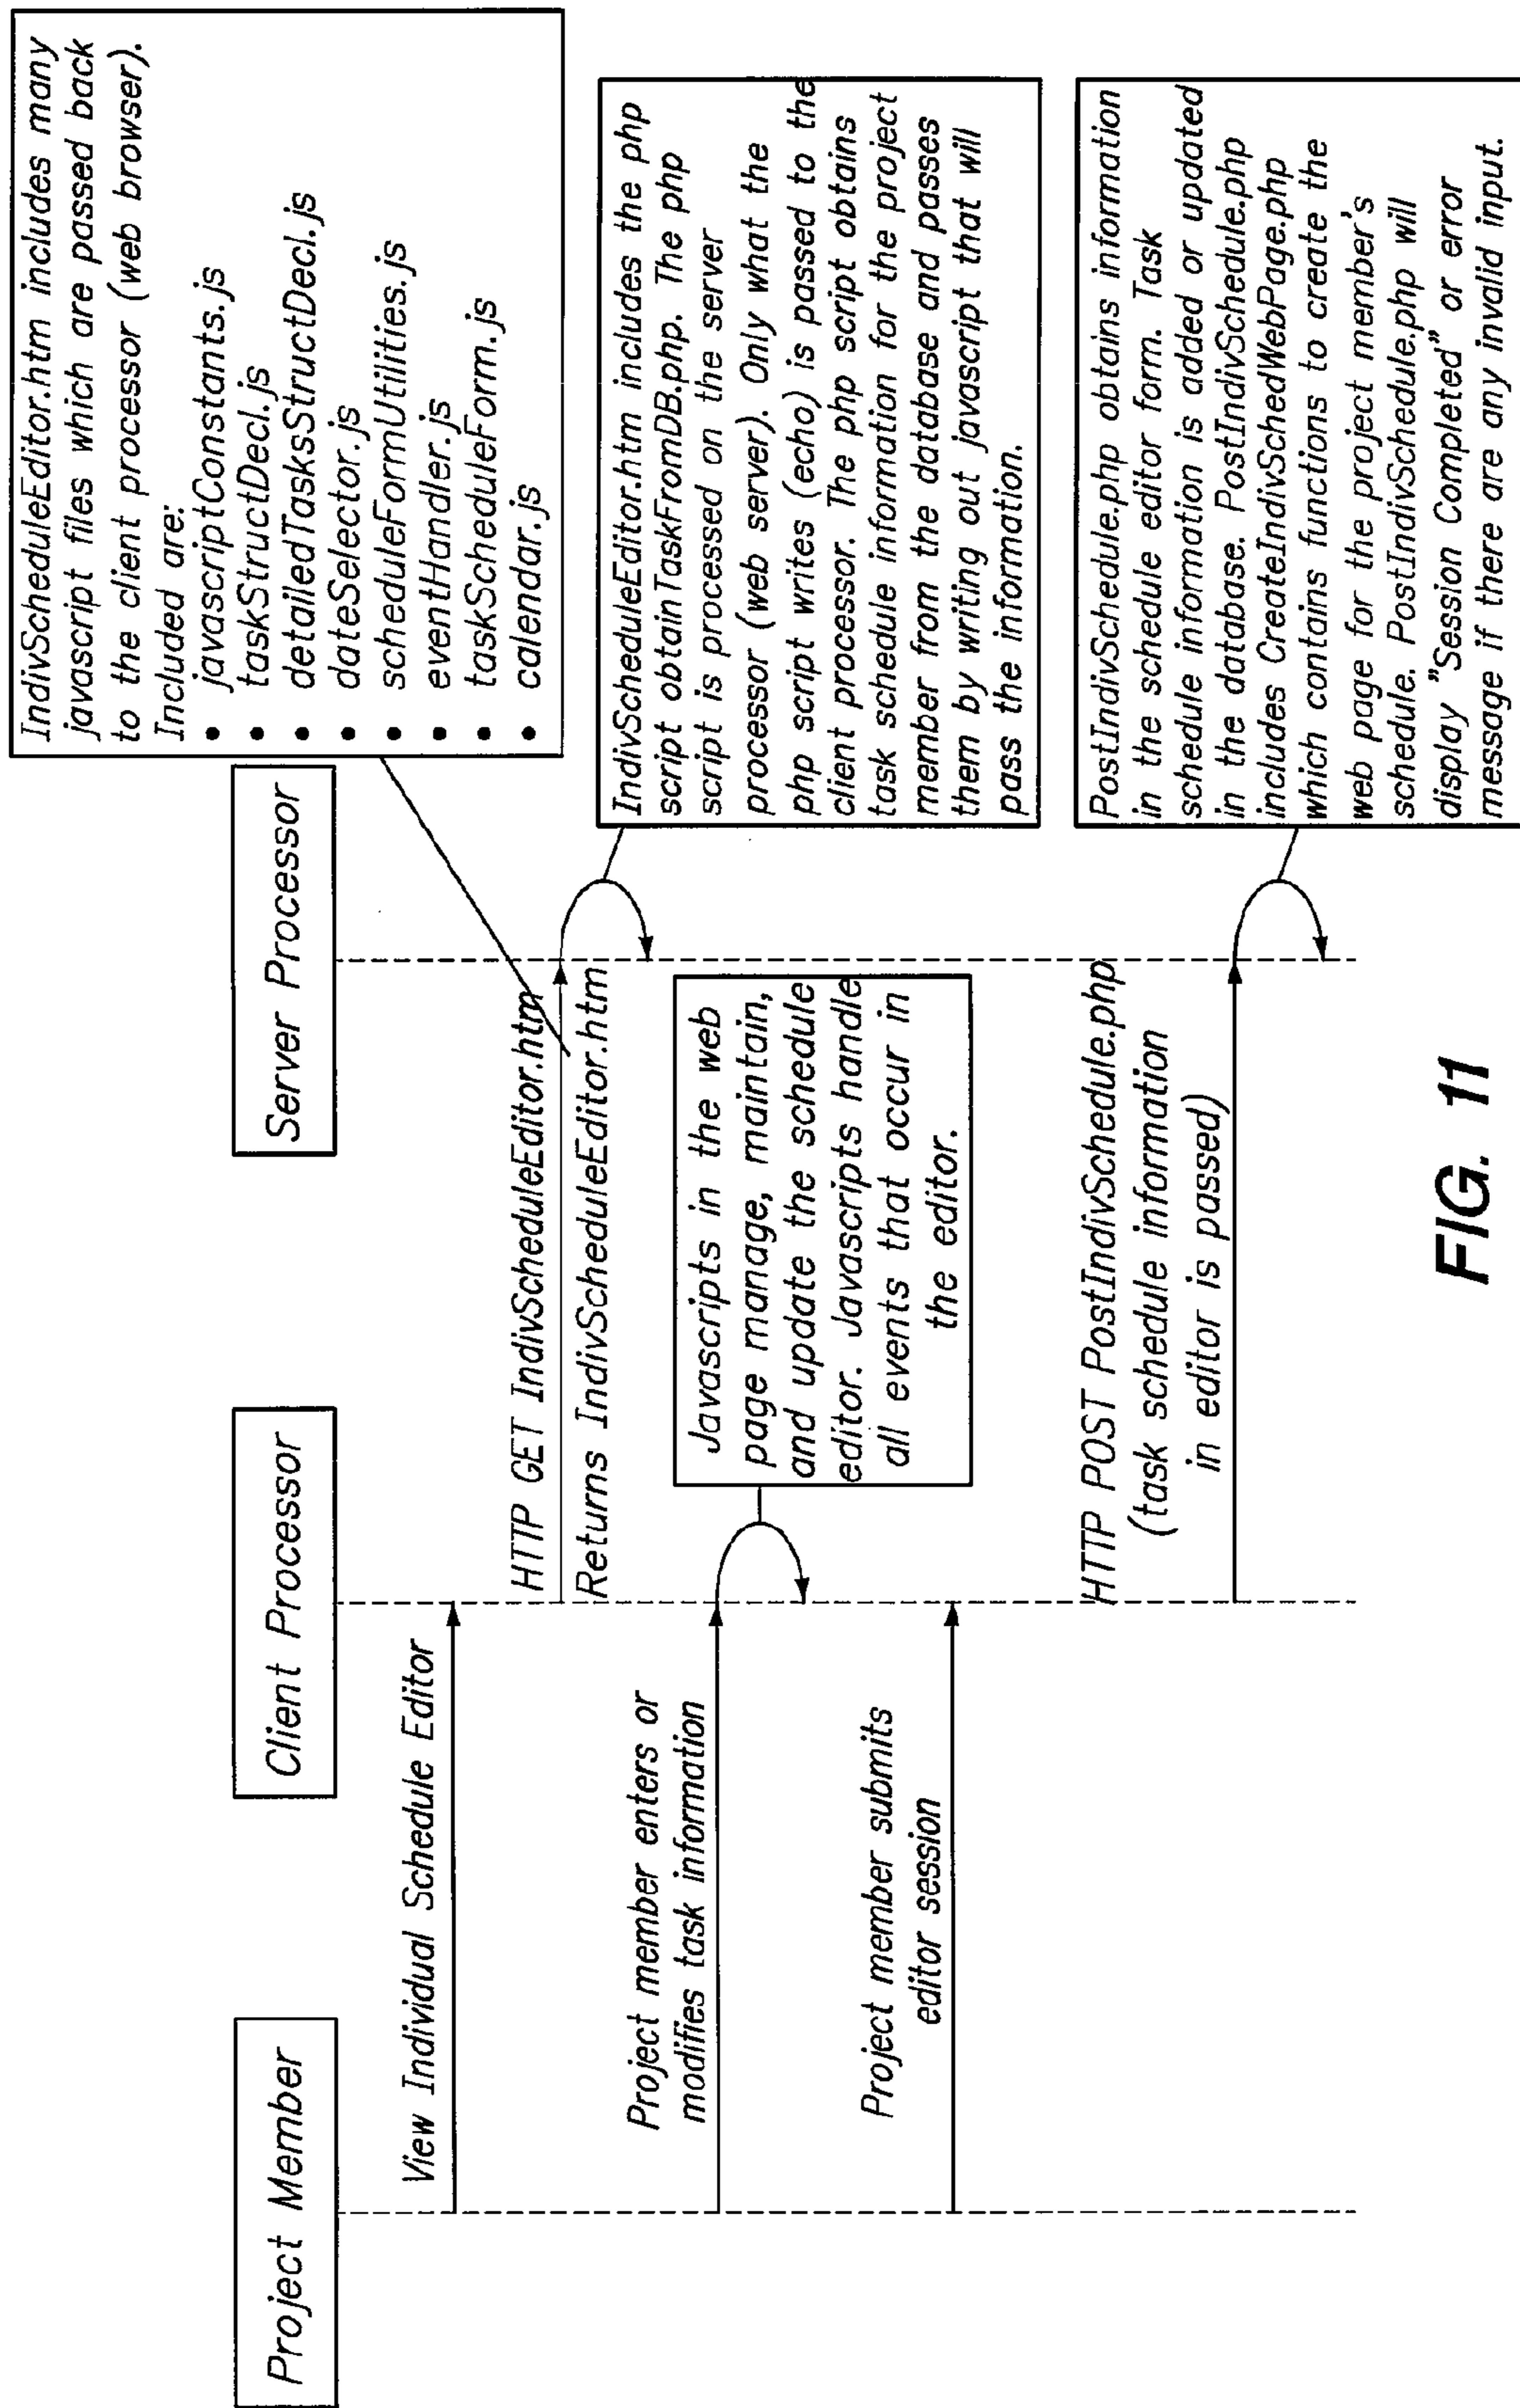 Project Member
Client Processor
Server Processor
IndivScheduleEditor.htm includes many
javascript files which are passed back
to the client processor (web browser).
Included are:
• javascriptConstants.js
• taskStructDecl.js
• detailedTasksStructDecl.js
• dateSelector.js
• scheduleFormUtilities.js
• eventHandler.js
• taskScheduleForm.js
• calendar.js
View Individual Schedule Editor
HTTP GET IndivScheduleEditor.htm
Returns IndivScheduleEditor.htm
IndivScheduleEditor.htm includes the php
script obtainTaskFromDB.php. The php
script is processed on the server
processor (web server). Only what the
php script writes (echo) is passed to the
client processor. The php script obtains
task schedule information for the project
member from the database and passes
them by writing out javascript that will
pass the information.
Project member enters or
modifies task information
Javascripts in the web
page manage, maintain,
and update the schedule
editor. Javascripts handle
all events that occur in
the editor.
Project member submits
editor session
HTTP POST PostIndivSchedule.php
(task schedule information
in editor is passed)
PostIndivSchedule.php obtains information
in the schedule editor form. Task
schedule information is added or updated
in the database. PostIndivSchedule.php
includes CreateIndivSchedWebPage.php
which contains functions to create the
web page for the project member's
schedule. PostIndivSchedule.php will
display "Session Completed" or error
message if there are any invalid input.
FIG. 11